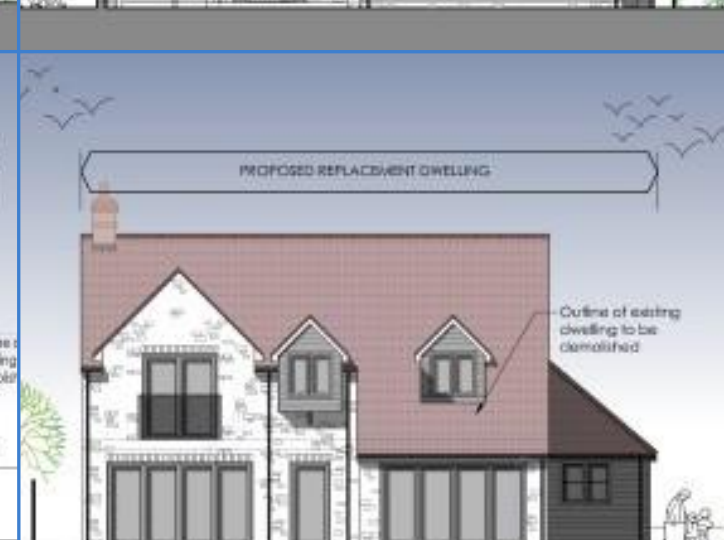 PROPOSED REPLACEMENT DWELLING
Outline of existing
dwelling to be
demolished